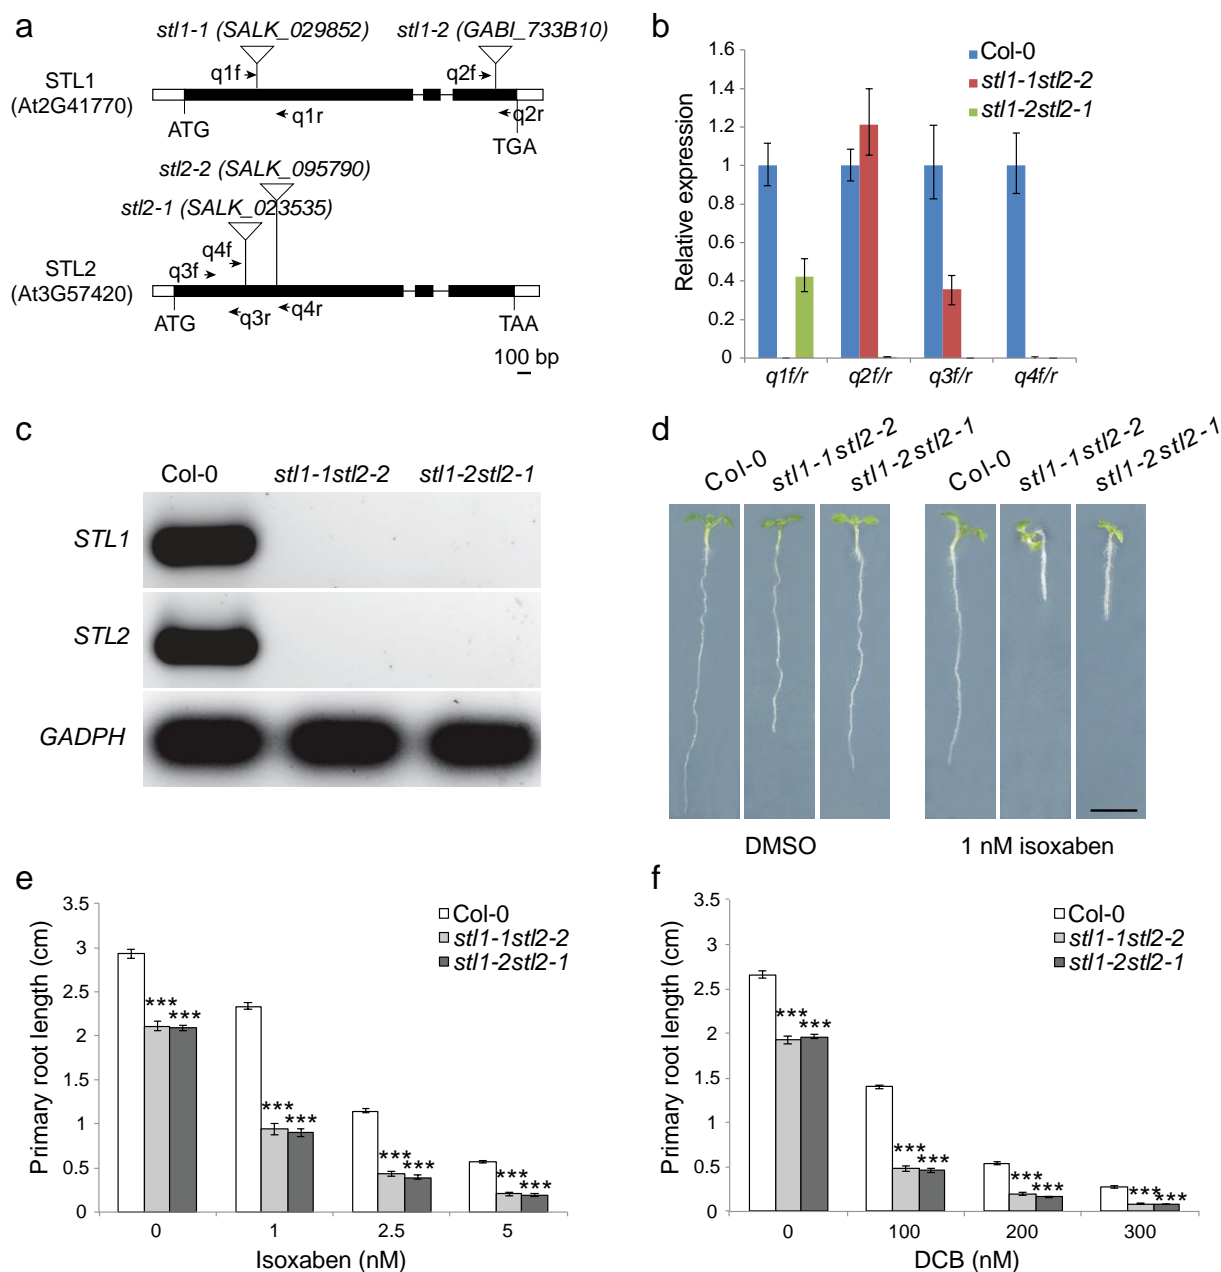 a
stl1-1 (SALK_029852)
stl1-2 (GABI_733B10)
STL1
(At2G41770)
q1f
q2f
q1r
q2r
ATG
TGA
stl2-2 (SALK_095790)
stl2-1 (SALK_023535)
STL2
(At3G57420)
q4f
q3f
q3r
q4r
ATG
TAA
100 bp
b
Relative expression
1.6
1.4
1.2
1
0.8
0.6
0.4
0.2
0
Col-0
stl1-1stl2-2
stl1-2stl2-1
q1f/r q2f/r q3f/r q4f/r
c
Col-0 stl1-1stl2-2 stl1-2stl2-1
STL1
STL2
GADPH
d
Col-0 stl1-1stl2-2 stl1-2stl2-1
Col-0 stl1-1stl2-2 stl1-2stl2-1
DMSO
1 nM isoxaben
e
Primary root length (cm)
3.5
3
2.5
2
1.5
1
0.5
0
Col-0
stl1-1stl2-2
stl1-2stl2-1
*** ***
*** ***
*** ***
*** ***
0 1 2.5 5
Isoxaben (nM)
f
Primary root length (cm)
3.5
3
2.5
2
1.5
1
0.5
0
Col-0
stl1-1stl2-2
stl1-2stl2-1
*** ***
*** ***
*** ***
*** ***
0 100 200 300
DCB (nM)